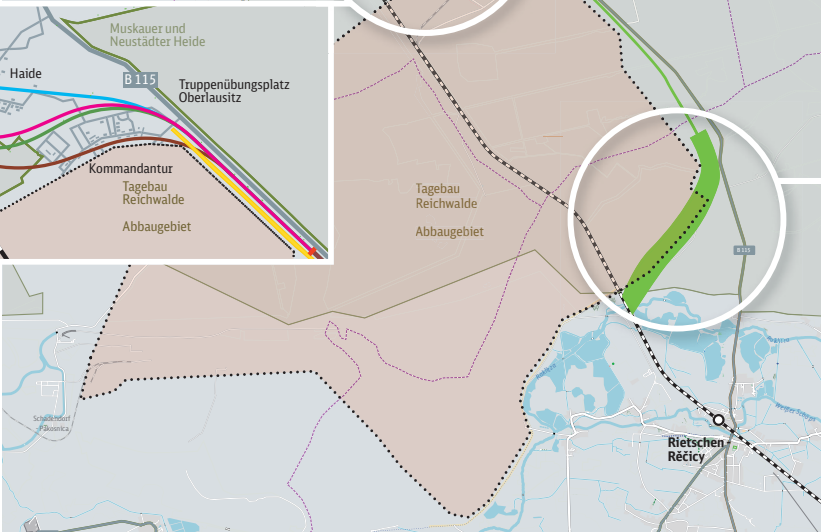 Muskauer und
Neustädter Heide
Haide
B 115
Truppenübungsplatz
Oberlausitz
Kommandantur
Tagebau
Reichwalde
Abbaugebiet
Tagebau
Reichwalde
Abbaugebiet
B 115
Rietschen -
Rěčicy